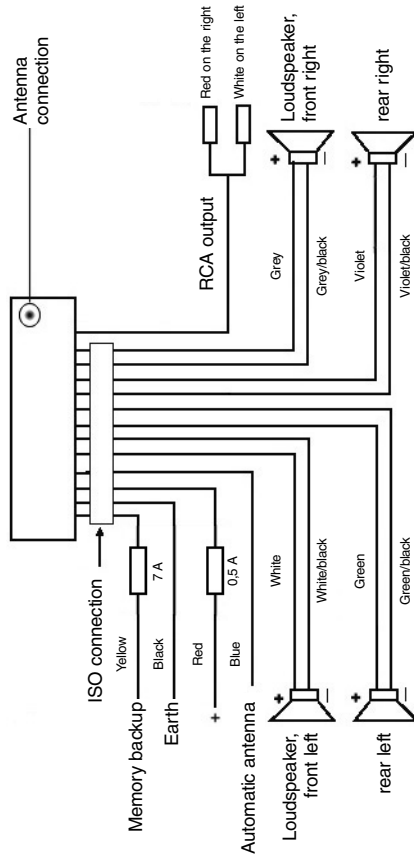 Antenna
connection
Red on the right
White on the left
RCA output
Loudspeaker,
front right
+
–
Grey
Grey/black
rear right
+
–
Violet
Violet/black
ISO connection
Memory backup
Yellow
7 A
Earth
Black
+
Red
0,5 A
Automatic antenna
Blue
Loudspeaker,
front left
+
–
White
White/black
rear left
+
–
Green
Green/black